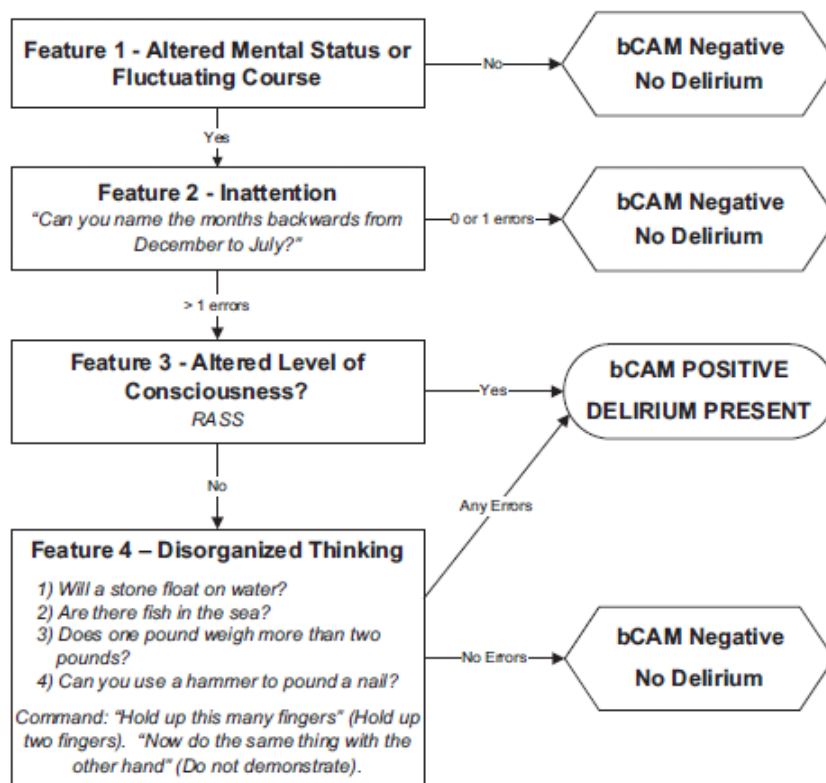 Feature 1 - Altered Mental Status or
Fluctuating Course
No
bCAM Negative
No Delirium
Yes
Feature 2 - Inattention
“Can you name the months backwards from
December to July?”
0 or 1 errors
bCAM Negative
No Delirium
> 1 errors
Feature 3 - Altered Level of
Consciousness?
RASS
Yes
bCAM POSITIVE
DELIRIUM PRESENT
No
Any Errors
Feature 4 – Disorganized Thinking
1) Will a stone float on water?
2) Are there fish in the sea?
3) Does one pound weigh more than two
pounds?
4) Can you use a hammer to pound a nail?
Command: “Hold up this many fingers” (Hold up
two fingers). “Now do the same thing with the
other hand” (Do not demonstrate).
No Errors
bCAM Negative
No Delirium